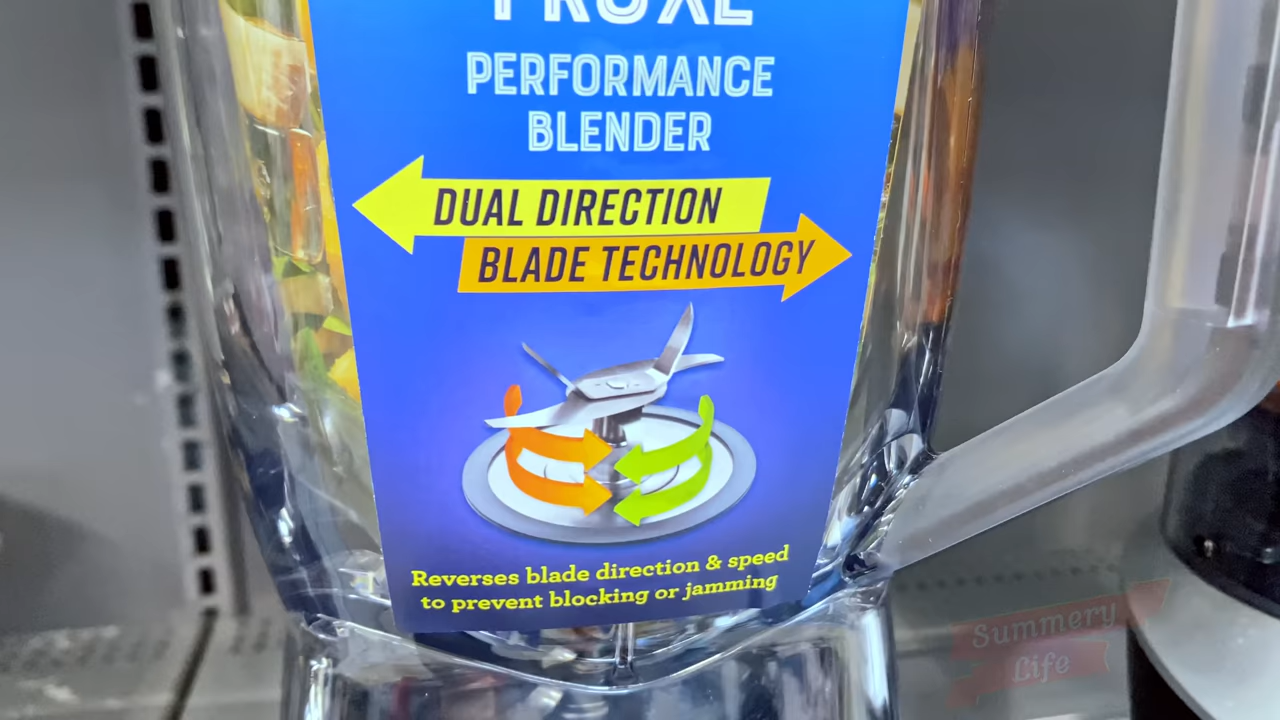 PERFORMANCE
BLENDER
DUAL DIRECTION
BLADE TECHNOLOGY
Reverses blade direction & speed
to prevent blocking or jamming
Summery
Life